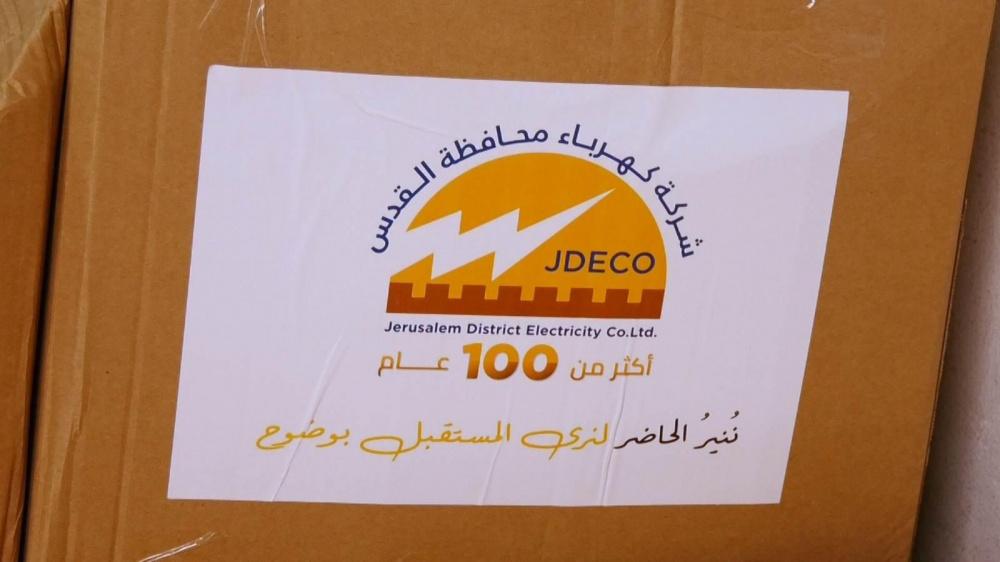 شركة كهرباء محافظة القدس
JDECO
Jerusalem District Electricity Co.Ltd.
أكثر من 100 عام
نُنيرُ الحاضر لنرى المستقبل بوضوح